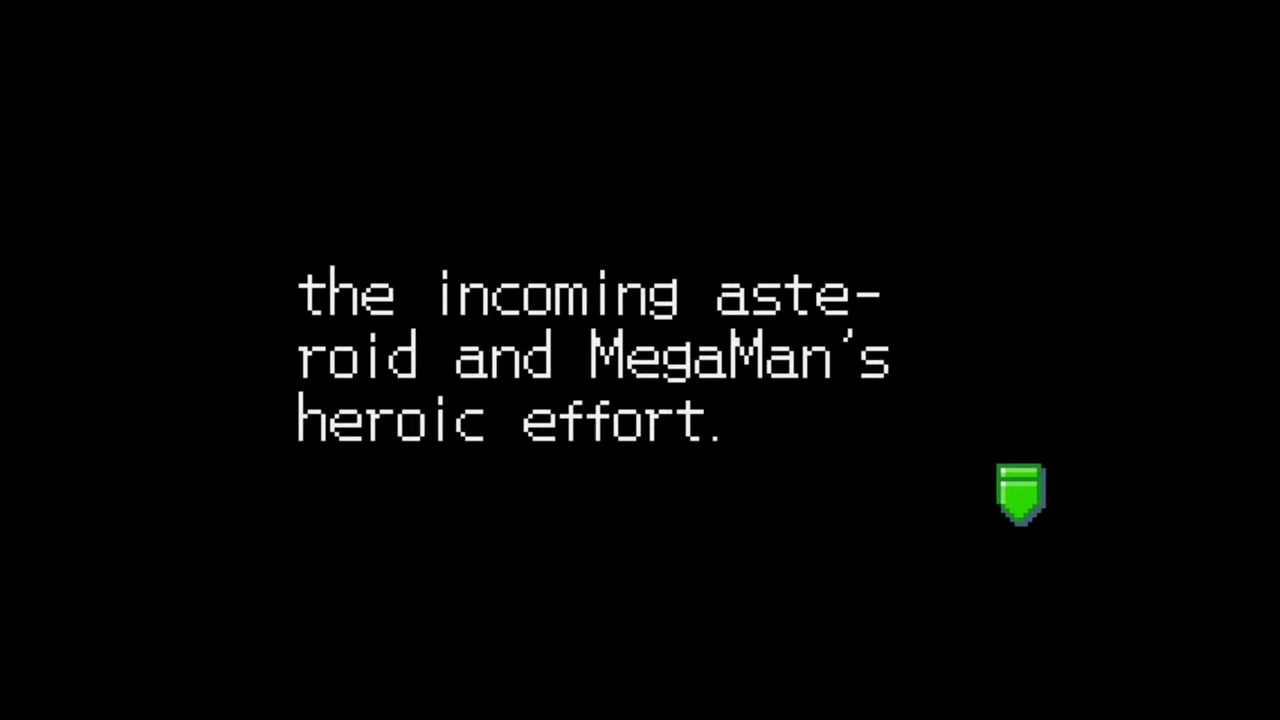 the incoming aste-
roid and MegaMan's
heroic effort.